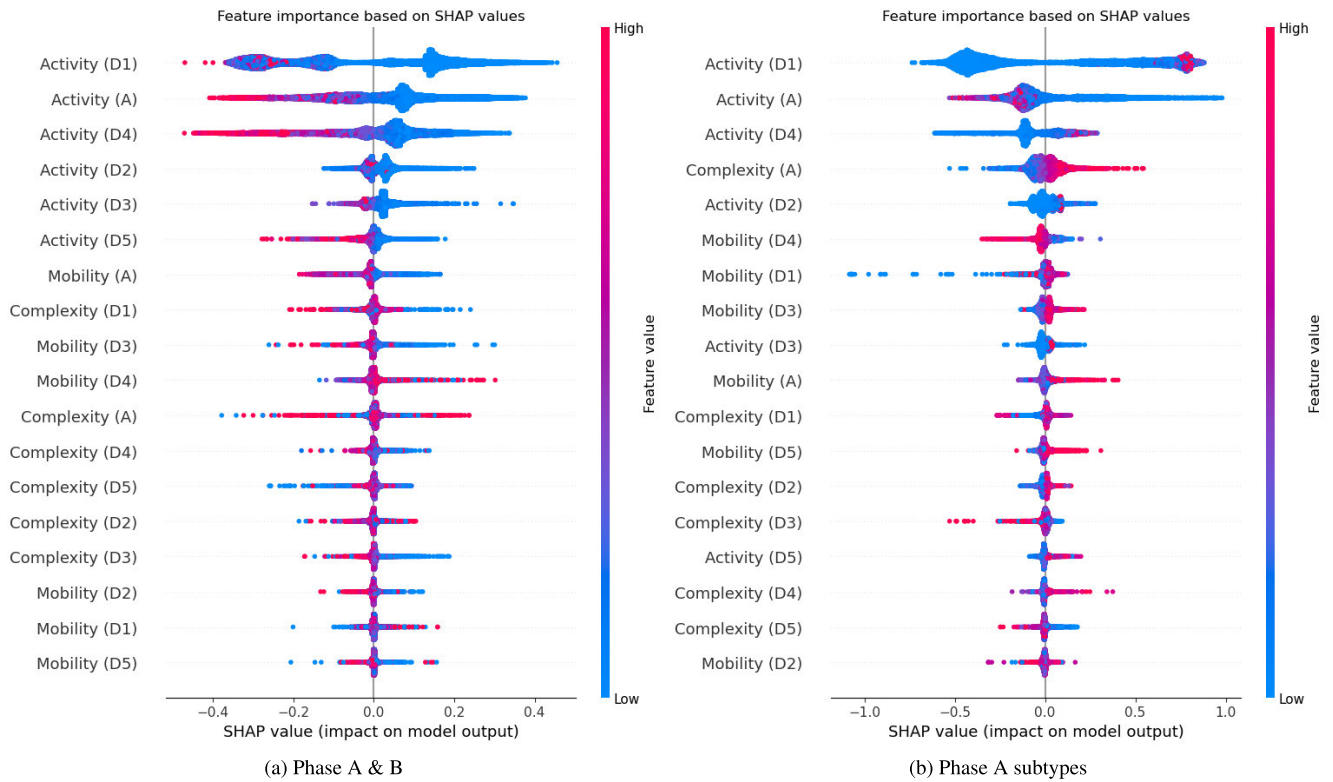 Feature importance based on SHAP values
High
Activity (D1)
Activity (A)
Activity (D4)
Activity (D2)
Activity (D3)
Activity (D5)
Mobility (A)
Complexity (D1)
Mobility (D3)
Mobility (D4)
Complexity (A)
Complexity (D4)
Complexity (D5)
Complexity (D2)
Complexity (D3)
Mobility (D2)
Mobility (D1)
Mobility (D5)
Feature value
Low
−0.4 −0.2 0.0 0.2 0.4
SHAP value (impact on model output)
(a) Phase A & B
Feature importance based on SHAP values
High
Activity (D1)
Activity (A)
Activity (D4)
Complexity (A)
Activity (D2)
Mobility (D4)
Mobility (D1)
Mobility (D3)
Activity (D3)
Mobility (A)
Complexity (D1)
Mobility (D5)
Complexity (D2)
Complexity (D3)
Activity (D5)
Complexity (D4)
Complexity (D5)
Mobility (D2)
Feature value
Low
−1.0 −0.5 0.0 0.5 1.0
SHAP value (impact on model output)
(b) Phase A subtypes